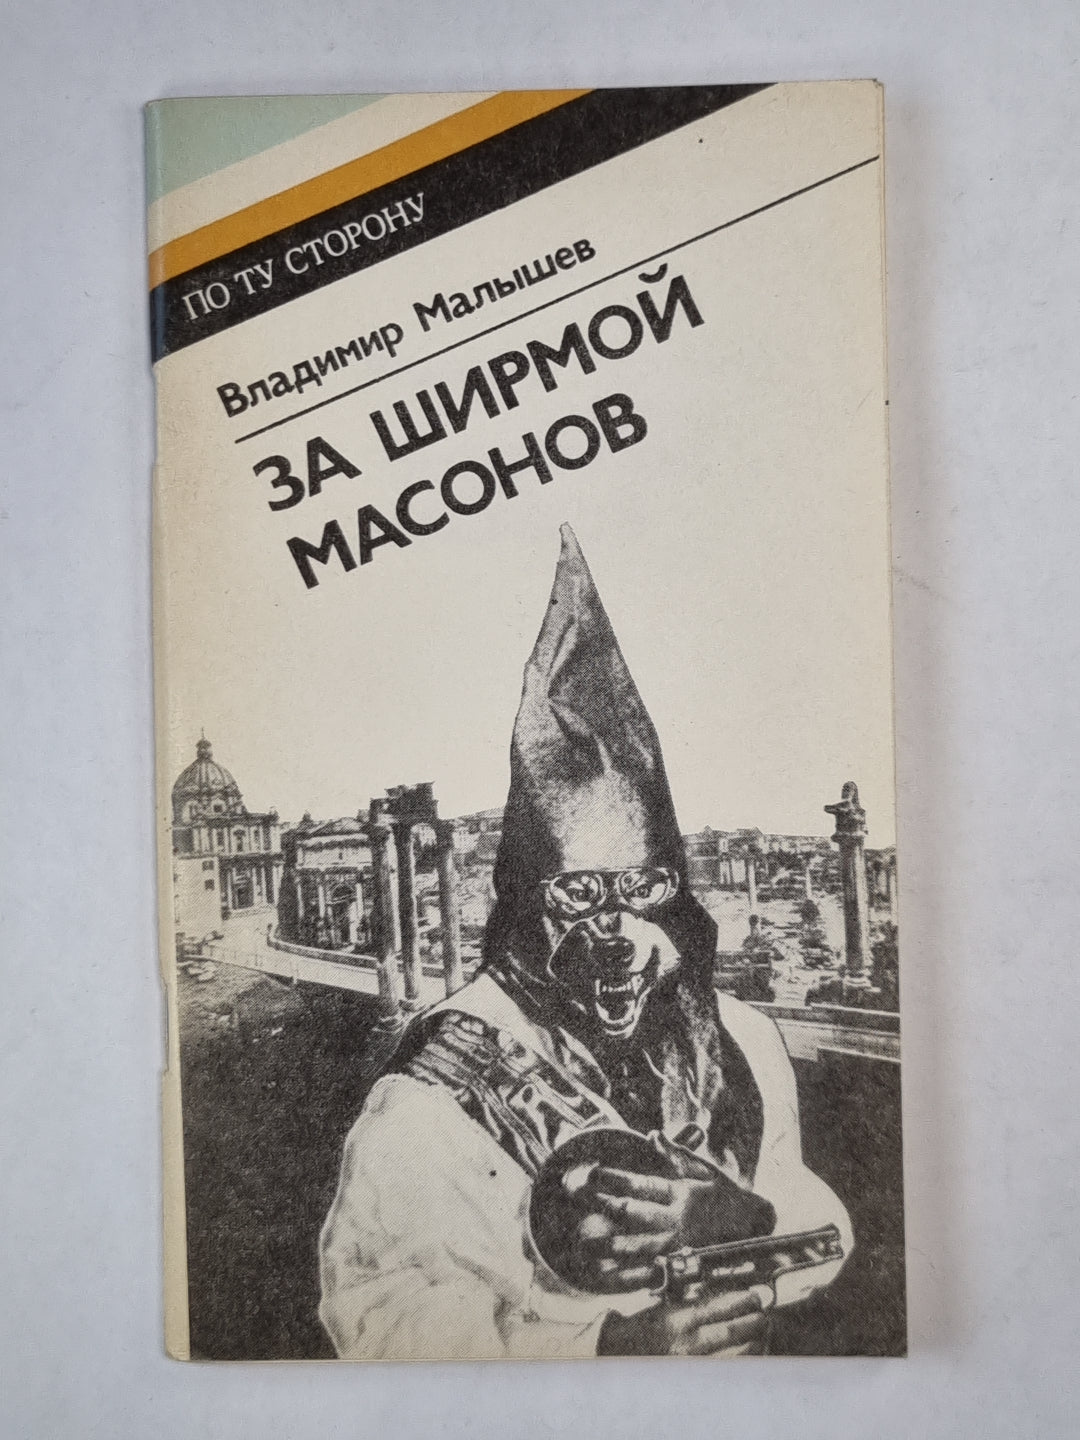 ПО ТУ СТОРОНУ
Владимир Малышев
ЗА ШИРМОЙ
МАСОНОВ